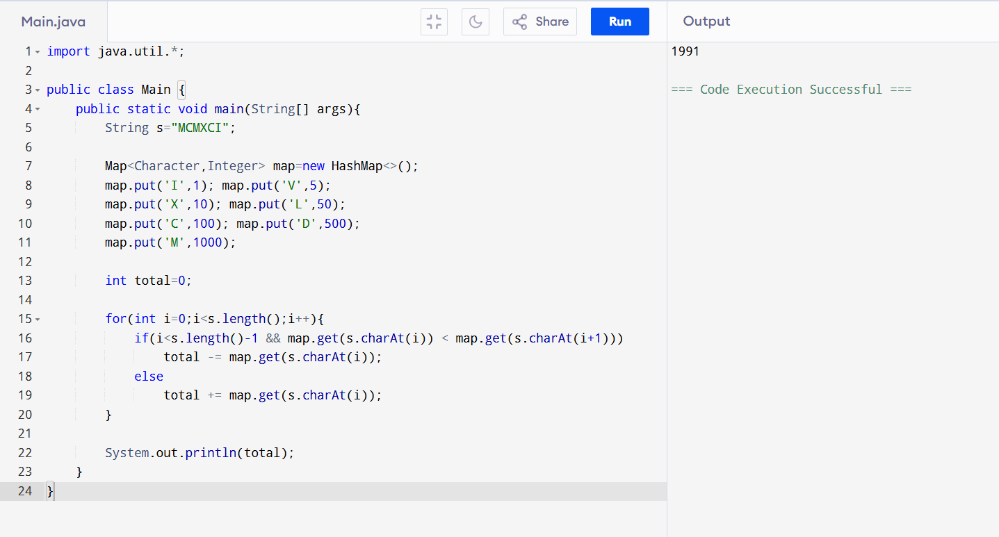 Main.java
Share
Run
Output
1 import java.util.*;
2
3 public class Main {
4     public static void main(String[] args){
5         String s="MCMXCI";
6
7         Map<Character,Integer> map=new HashMap<>();
8         map.put('I',1); map.put('V',5);
9         map.put('X',10); map.put('L',50);
10         map.put('C',100); map.put('D',500);
11         map.put('M',1000);
12
13         int total=0;
14
15         for(int i=0;i<s.length();i++){
16             if(i<s.length()-1 && map.get(s.charAt(i)) < map.get(s.charAt(i+1)))
17                 total -= map.get(s.charAt(i));
18             else
19                 total += map.get(s.charAt(i));
20         }
21
22         System.out.println(total);
23     }
24 }
1991
=== Code Execution Successful ===